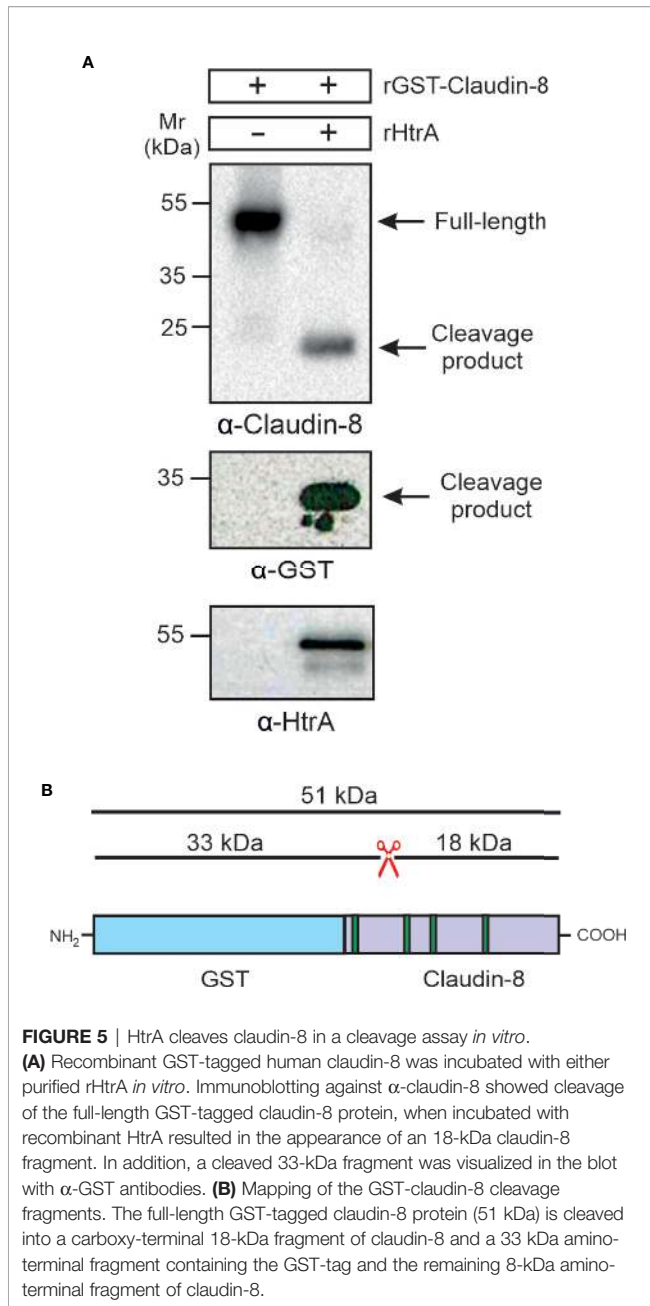 A
+ + rGST-Claudin-8
Mr (kDa)
- + rHtrA
55
Full-length
35
25
Cleavage product
α-Claudin-8
35
Cleavage product
α-GST
55
α-HtrA
B
51 kDa
33 kDa 18 kDa
NH2 COOH
GST Claudin-8
FIGURE 5 | HtrA cleaves claudin-8 in a cleavage assay in vitro.
(A) Recombinant GST-tagged human claudin-8 was incubated with either
purified rHtrA in vitro. Immunoblotting against α-claudin-8 showed cleavage
of the full-length GST-tagged claudin-8 protein, when incubated with
recombinant HtrA resulted in the appearance of an 18-kDa claudin-8
fragment. In addition, a cleaved 33-kDa fragment was visualized in the blot
with α-GST antibodies. (B) Mapping of the GST-claudin-8 cleavage
fragments. The full-length GST-tagged claudin-8 protein (51 kDa) is cleaved
into a carboxy-terminal 18-kDa fragment of claudin-8 and a 33 kDa amino-
terminal fragment containing the GST-tag and the remaining 8-kDa amino-
terminal fragment of claudin-8.